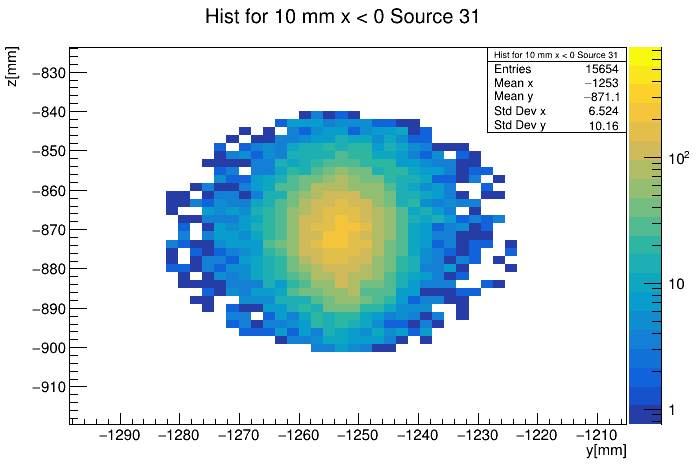 Hist for 10 mm x < 0 Source 31
z[mm]
Hist for 10 mm x < 0 Source 31
Entries 15654
Mean x −1253
Mean y −871.1
Std Dev x 6.524
Std Dev y 10.16
−830
−840
−850
−860
−870
−880
−890
−900
−910
10²
10
1
−1290 −1280 −1270 −1260 −1250 −1240 −1230 −1220 −1210
y[mm]